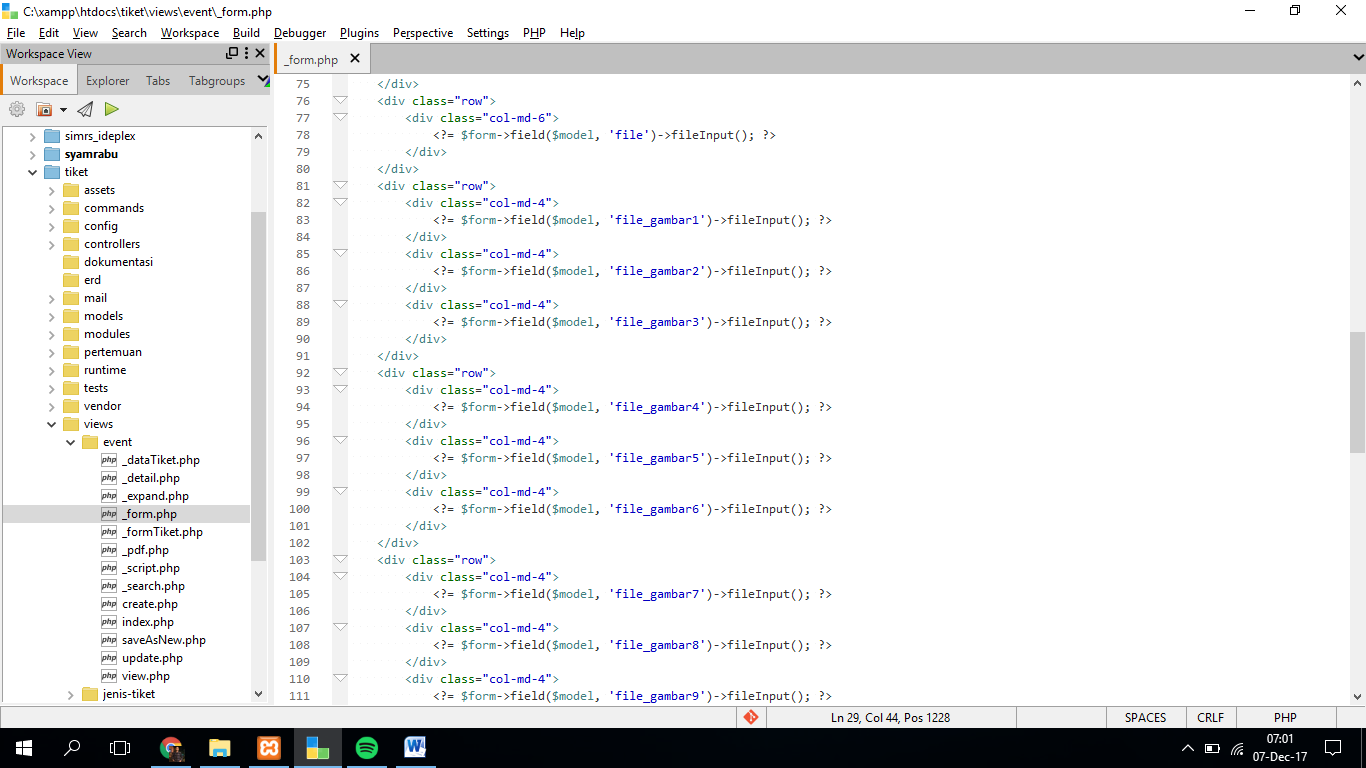 C:\xampp\htdocs\tiket\views\event\_form.php
File Edit View Search Workspace Build Debugger Plugins Perspective Settings PHP Help
Workspace View
Workspace Explorer Tabs Tabgroups
simrs_ideplex
syamrabu
tiket
assets
commands
config
controllers
dokumentasi
erd
mail
models
modules
pertemuan
runtime
tests
vendor
views
event
php _dataTiket.php
php _detail.php
php _expand.php
php _form.php
php _formTiket.php
php _pdf.php
php _script.php
php _search.php
php create.php
php index.php
php saveAsNew.php
php update.php
php view.php
jenis-tiket
_form.php
75 </div>
76 <div class="row">
77 <div class="col-md-6">
78 <?= $form->field($model, 'file')->fileInput(); ?>
79 </div>
80 </div>
81 <div class="row">
82 <div class="col-md-4">
83 <?= $form->field($model, 'file_gambar1')->fileInput(); ?>
84 </div>
85 <div class="col-md-4">
86 <?= $form->field($model, 'file_gambar2')->fileInput(); ?>
87 </div>
88 <div class="col-md-4">
89 <?= $form->field($model, 'file_gambar3')->fileInput(); ?>
90 </div>
91 </div>
92 <div class="row">
93 <div class="col-md-4">
94 <?= $form->field($model, 'file_gambar4')->fileInput(); ?>
95 </div>
96 <div class="col-md-4">
97 <?= $form->field($model, 'file_gambar5')->fileInput(); ?>
98 </div>
99 <div class="col-md-4">
100 <?= $form->field($model, 'file_gambar6')->fileInput(); ?>
101 </div>
102 </div>
103 <div class="row">
104 <div class="col-md-4">
105 <?= $form->field($model, 'file_gambar7')->fileInput(); ?>
106 </div>
107 <div class="col-md-4">
108 <?= $form->field($model, 'file_gambar8')->fileInput(); ?>
109 </div>
110 <div class="col-md-4">
111 <?= $form->field($model, 'file_gambar9')->fileInput(); ?>
Ln 29, Col 44, Pos 1228 SPACES CRLF PHP
07:01
07-Dec-17